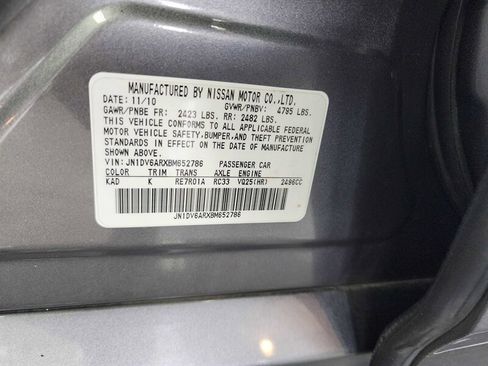 MANUFACTURED BY NISSAN MOTOR CO.,LTD.
DATE: 11/10 GVWR/PNBV: 4795 LBS.
GAWR/PNBE FR: 2423 LBS. RR: 2482 LBS.
THIS VEHICLE CONFORMS TO ALL APPLICABLE FEDERAL
MOTOR VEHICLE SAFETY,BUMPER,AND THEFT PREVENTION
STANDARDS IN EFFECT ON THE DATE OF MANUFACTURE
SHOWN ABOVE.
VIN: JN1DV6ARXBM652786 PASSENGER CAR
COLOR TRIM TRANS AXLE ENGINE
KAD K RE7R01A RC33 VQ25(HR) 2496CC
JN1DV6ARXBM652786